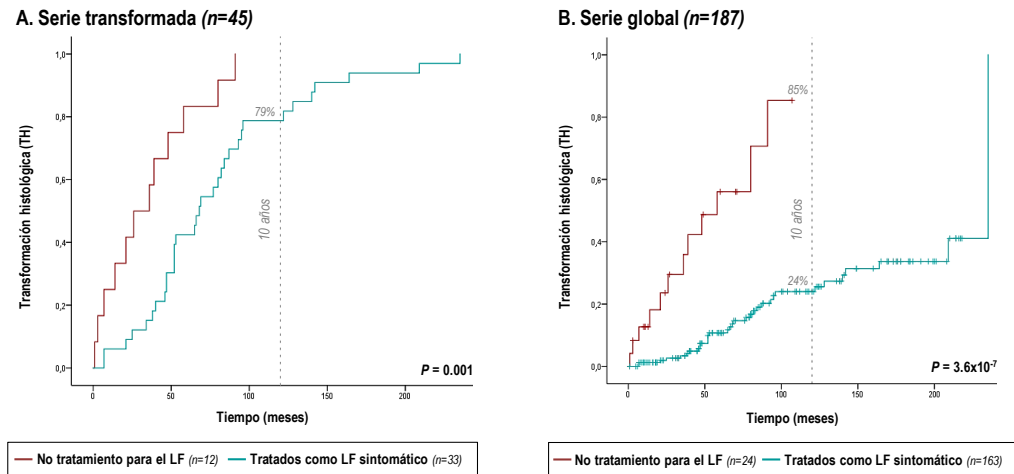 A. Serie transformada (n=45)
Transformación histológica (TH)
1,0
0,8
0,6
0,4
0,2
0,0
79%
10 años
P = 0.001
0
50
100
150
200
Tiempo (meses)
No tratamiento para el LF (n=12) Tratados como LF sintomático (n=33)
B. Serie global (n=187)
Transformación histológica (TH)
1,0
0,8
0,6
0,4
0,2
0,0
85%
10 años
24%
P = 3.6x10-7
0
50
100
150
200
Tiempo (meses)
No tratamiento para el LF (n=24) Tratados como LF sintomático (n=163)